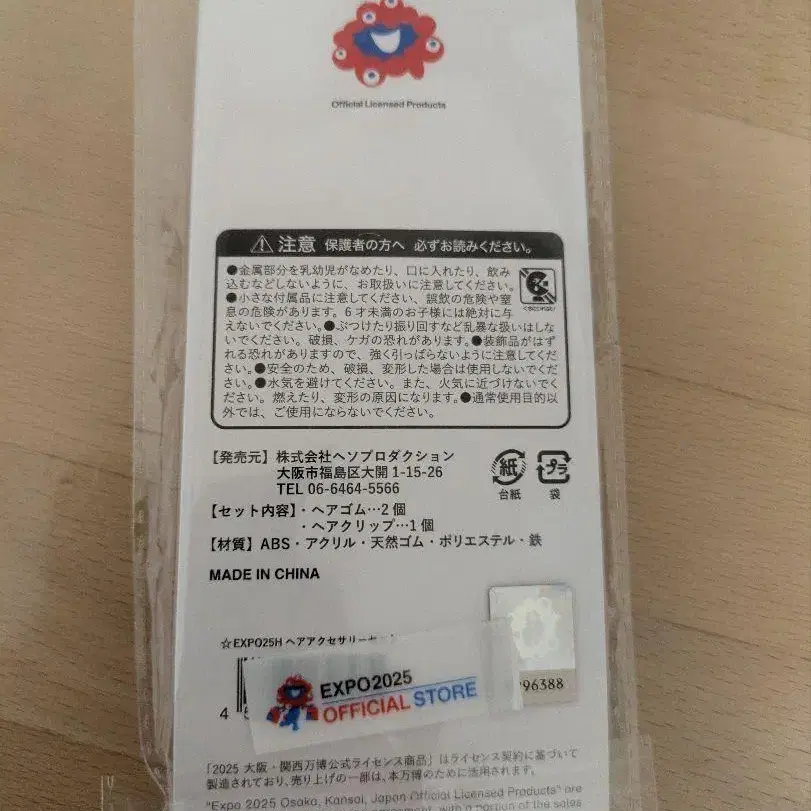 Official Licensed Products
注意 保護者の方へ 必ずお読みください。
●金属部分を乳幼児がなめたり、口に入れたり、飲み
込むなどしないように、お取扱いに注意してください。
●小さな付属品に注意してください、誤飲の危険や窒
息の危険があります。6才未満のお子様には絶対に与
えないでください。●ぶつけたり振り回すなど乱暴な扱いはしな
いでください。破損、ケガの恐れがあります。●装飾品がはず
れる恐れがありますので、強く引っぱらないように注意してくだ
さい。●安全のため、破損、変形した場合は使用しないでくだ
さい。●水気を避けてください。また、火気に近づけないでく
ださい。燃えたり、変形の原因になります。●通常使用目的以
外では、ご使用にならないでください。
【発売元】株式会社ヘソプロダクション
大阪市福島区大開1-15-26
TEL 06-6464-5566
紙 プラ
台紙 袋
【セット内容】・ヘアゴム…2個
・ヘアクリップ…1個
【材質】ABS・アクリル・天然ゴム・ポリエステル・鉄
MADE IN CHINA
☆EXPO25H ヘアアクセサリーセット
96388
4
EXPO2025
OFFICIAL STORE
「2025 大阪・関西万博公式ライセンス商品」はライセンス契約に基づいて
製造されており、売り上げの一部は、本万博のために活用されます。
"Expo 2025 Osaka, Kansai, Japan Official Licensed Products" are
agreement, with a portion of the sales